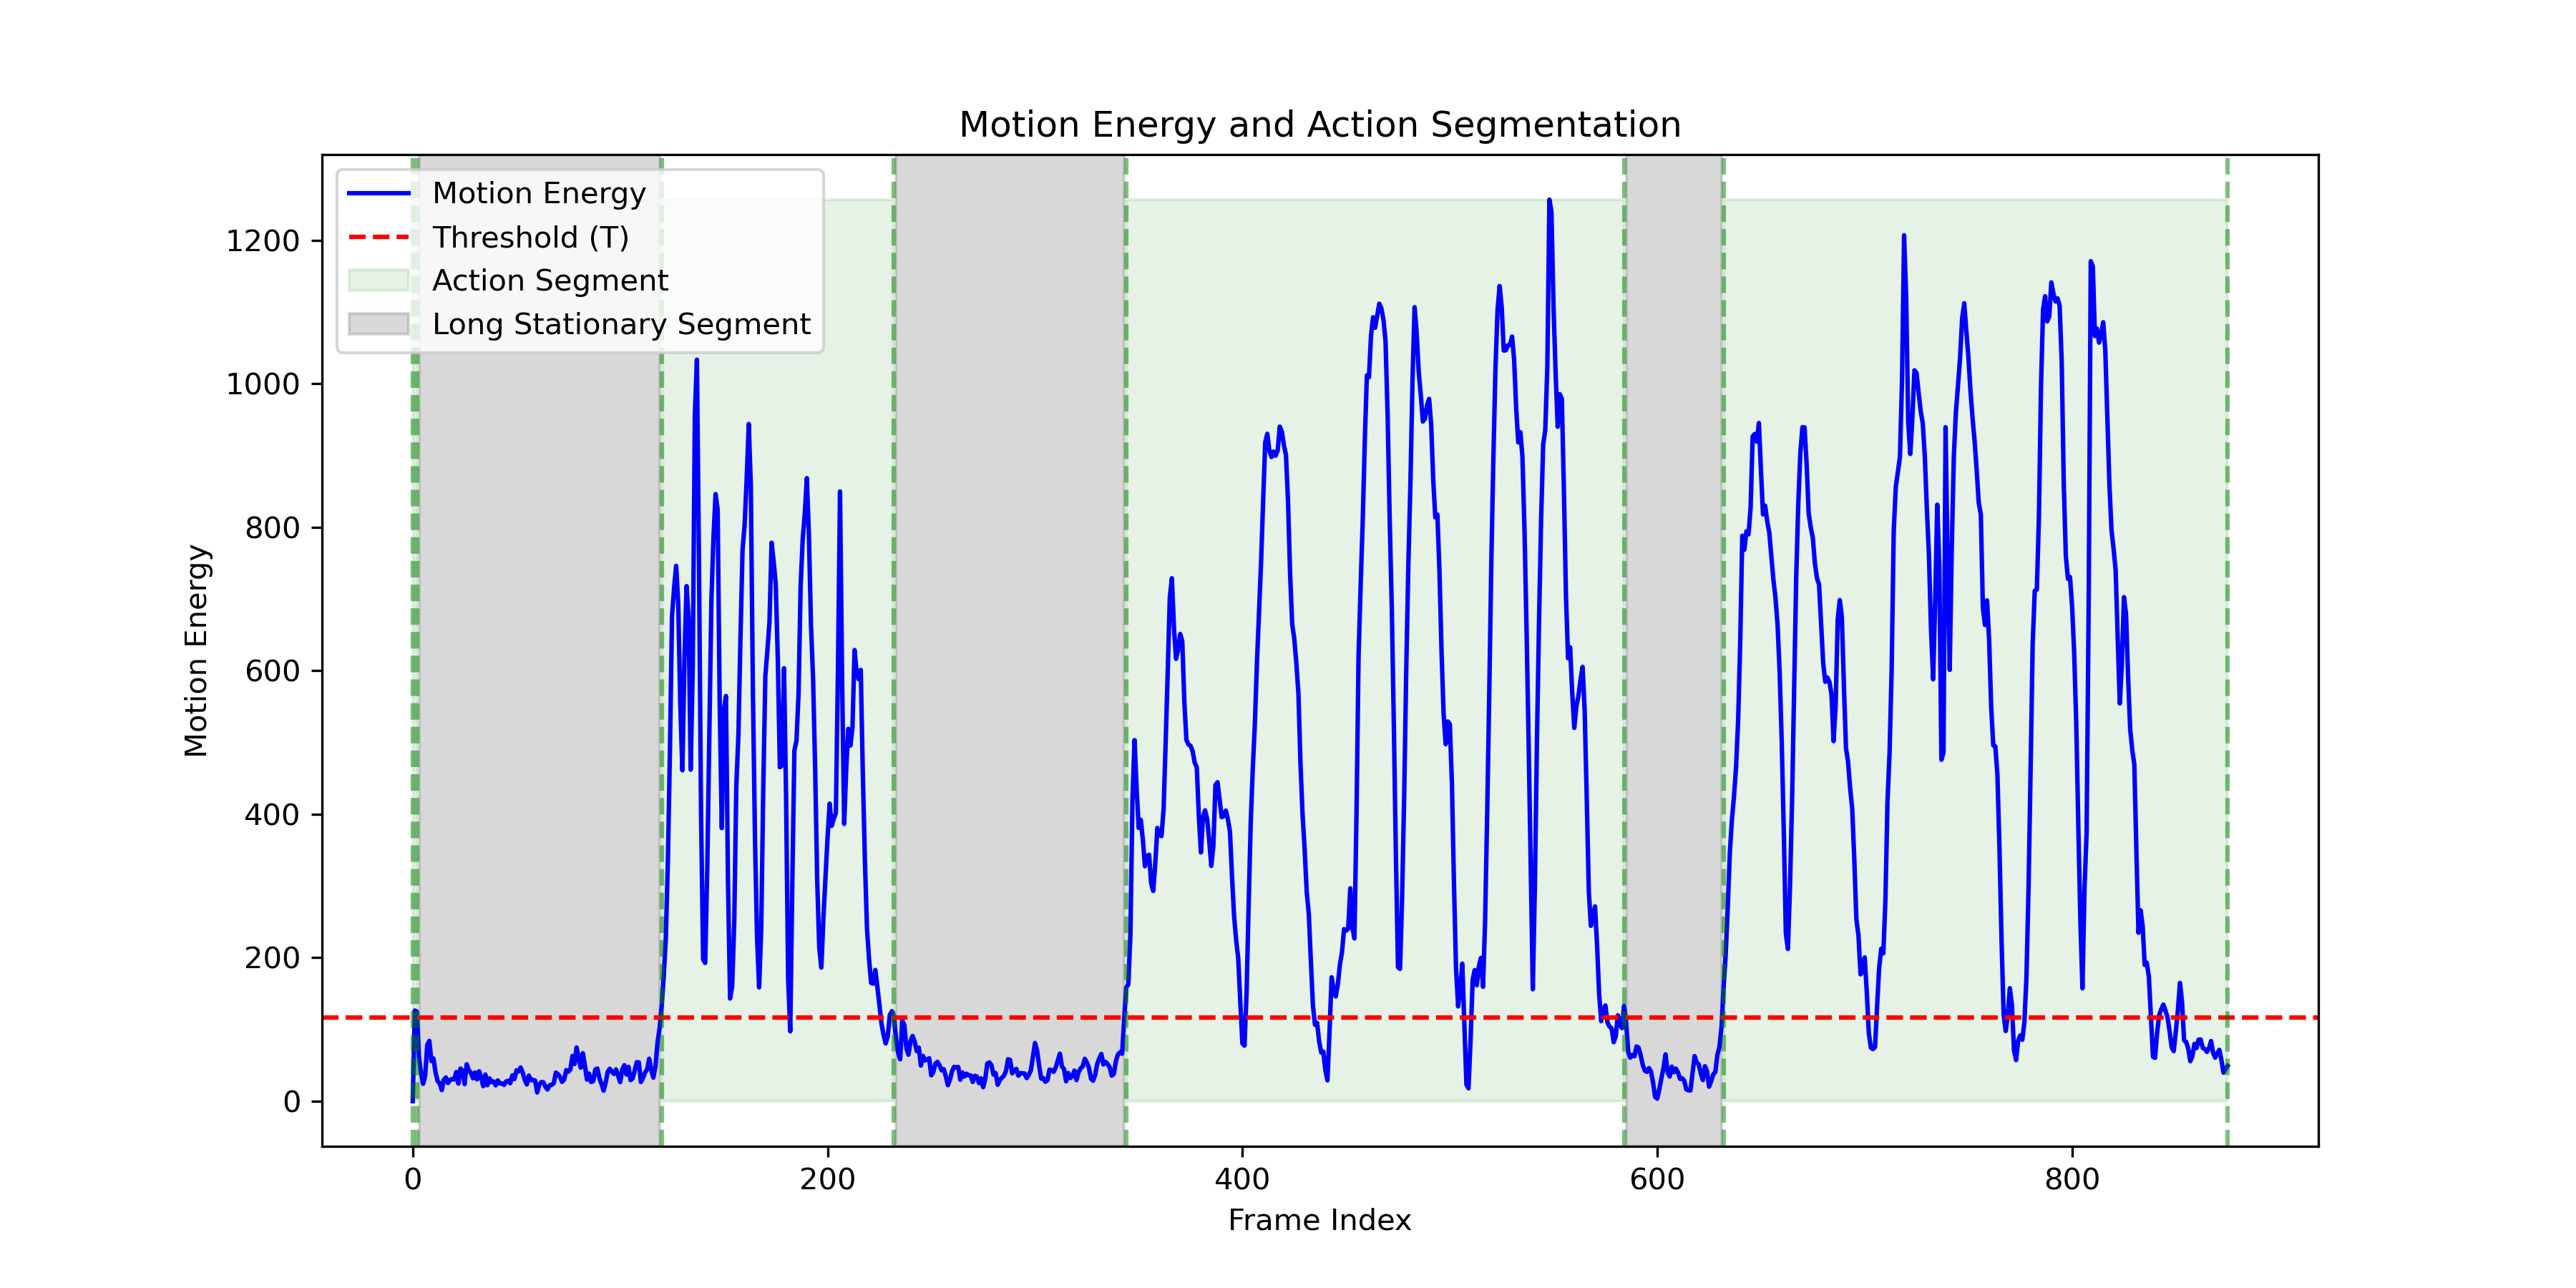 Motion Energy and Action Segmentation
Motion Energy
Threshold (T)
Action Segment
Long Stationary Segment
1200
1000
800
600
400
200
0
Motion Energy
0 200 400 600 800
Frame Index